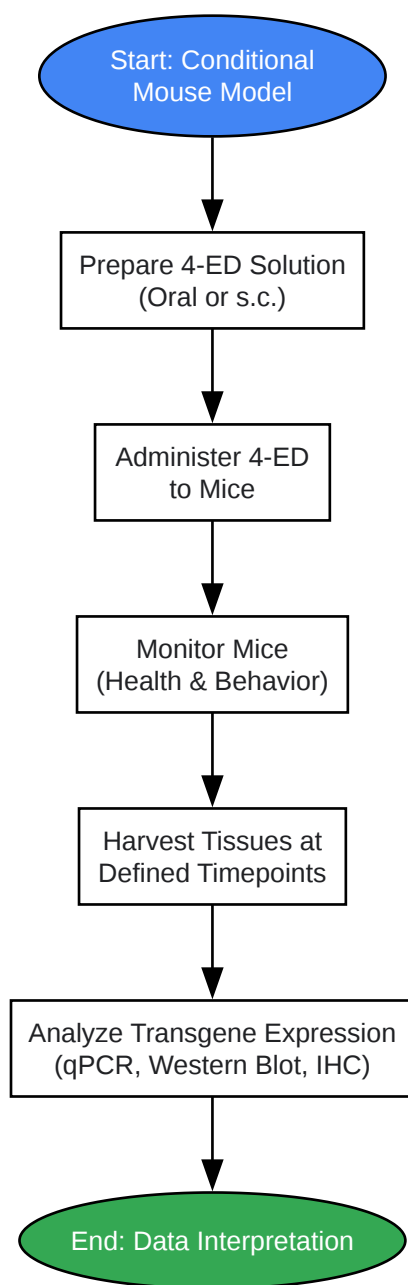 Start: Conditional
Mouse Model
Prepare 4-ED Solution
(Oral or s.c.)
Administer 4-ED
to Mice
Monitor Mice
(Health & Behavior)
Harvest Tissues at
Defined Timepoints
Analyze Transgene Expression
(qPCR, Western Blot, IHC)
End: Data Interpretation